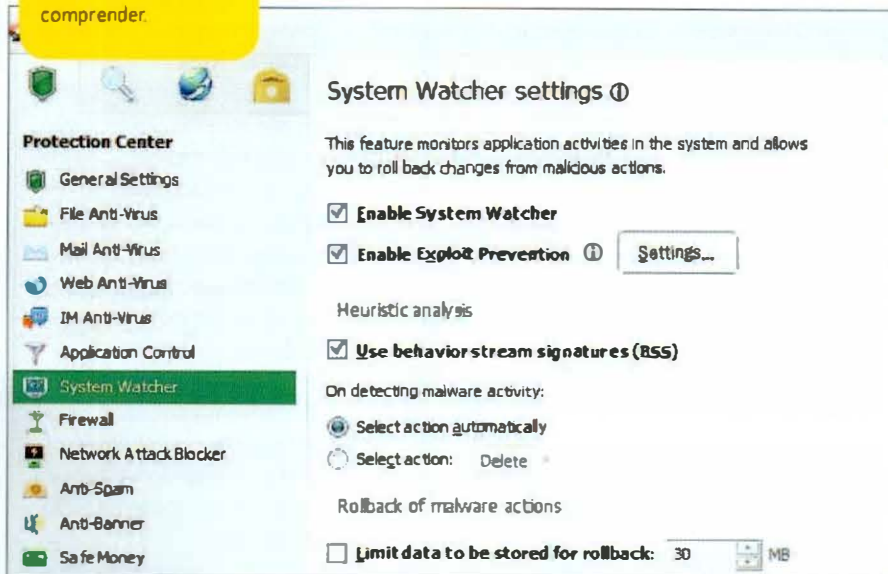 comprender.
System Watcher settings
Protection Center
General Settings
File Anti-Virus
Mail Anti-Virus
Web Anti-Virus
IM Anti-Virus
Application Control
System Watcher
Firewall
Network Attack Blocker
Anti-Spam
Anti-Banner
Safe Money
This feature monitors application activities in the system and allows
you to roll back changes from malicious actions.
Enable System Watcher
Enable Exploit Prevention Settings...
Heuristic analysis
Use behavior stream signatures (BSS)
On detecting malware activity:
Select action automatically
Select action: Delete
Rollback of malware actions
Limit data to be stored for rollback: 30 MB